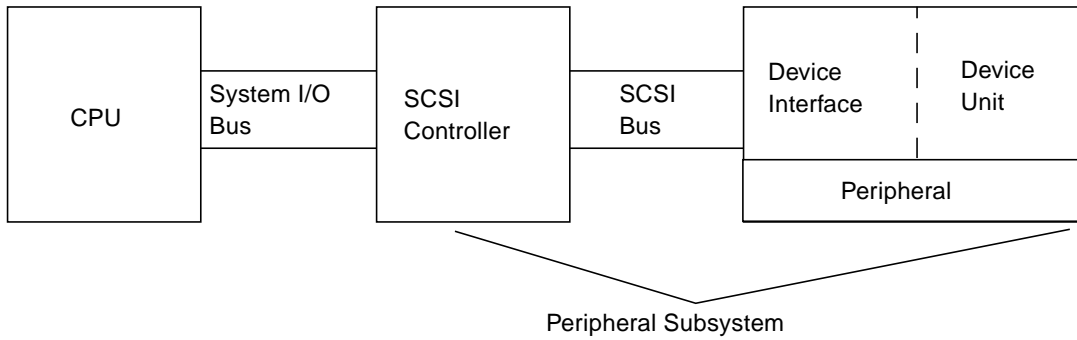 CPU
System I/O
Bus
SCSI
Controller
SCSI
Bus
Device
Interface
Device
Unit
Peripheral
Peripheral Subsystem